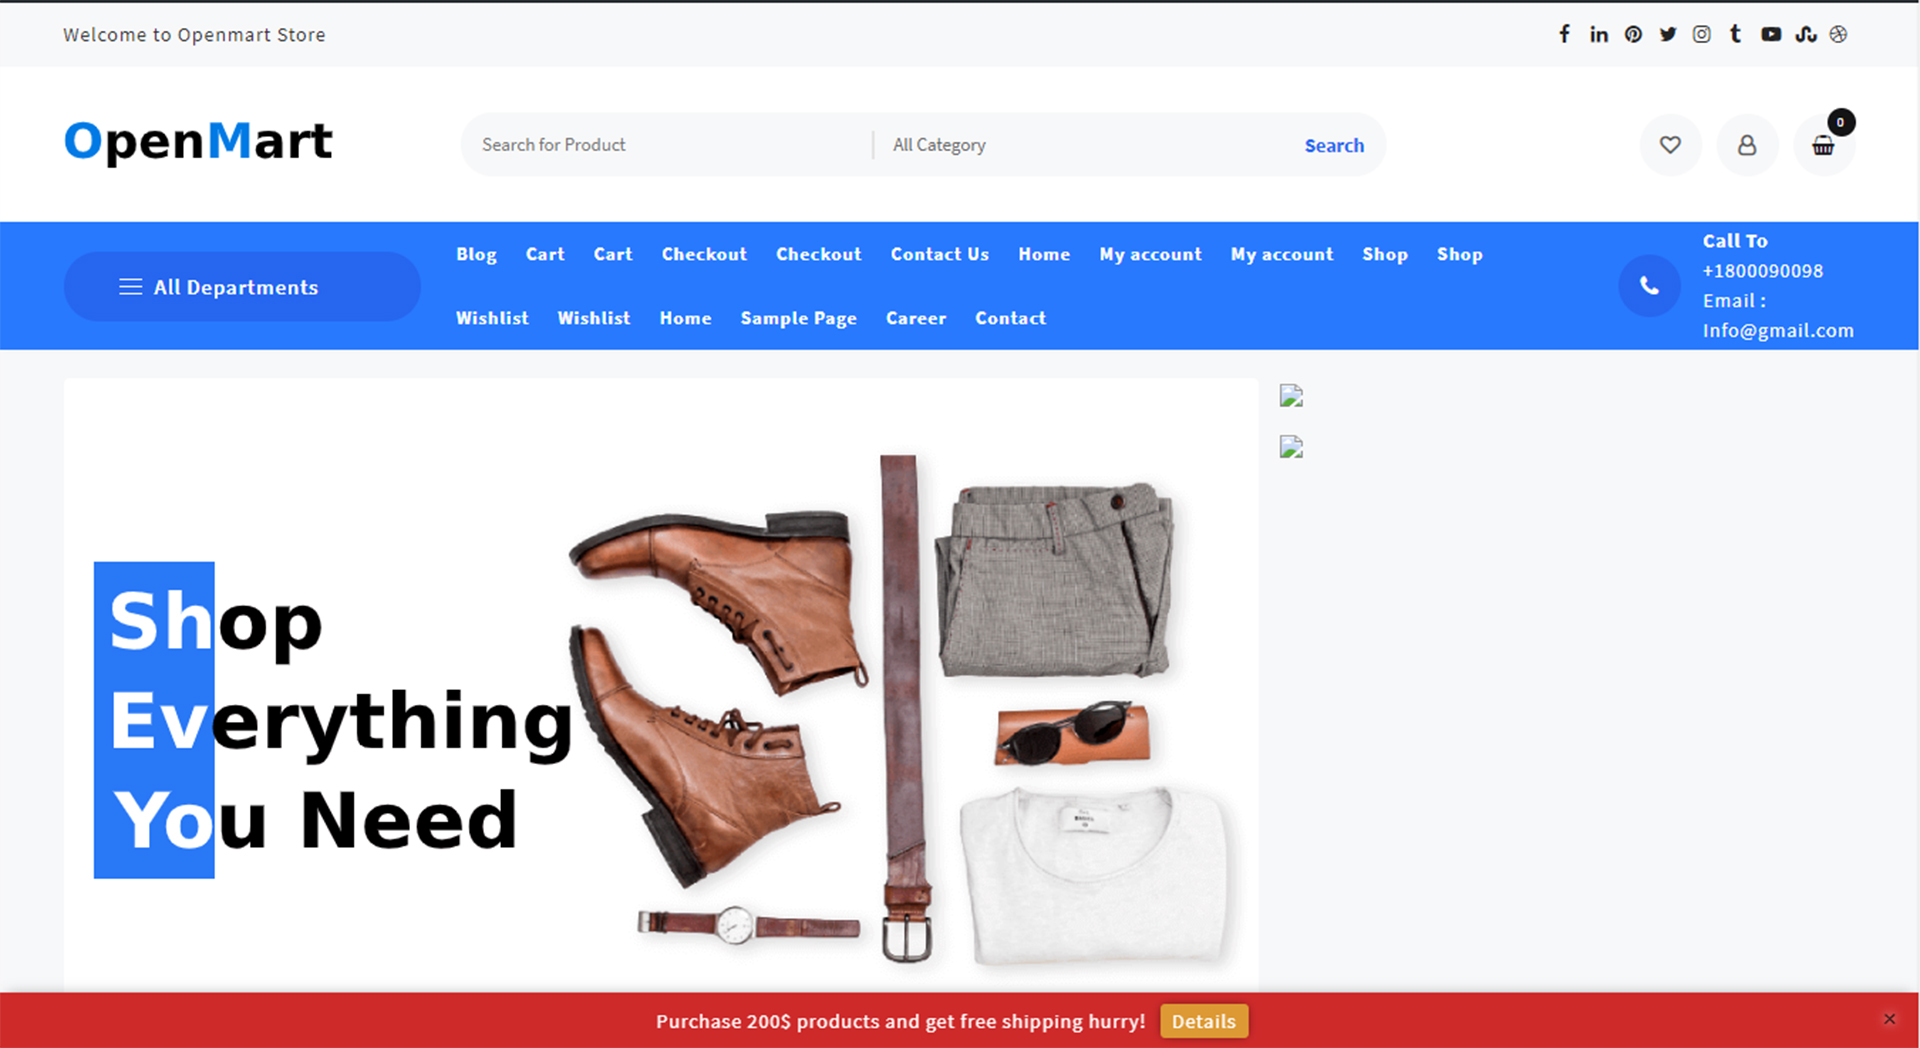 Welcome to Openmart Store
OpenMart
Search for Product
All Category
Search
0
All Departments
Blog Cart Cart Checkout Checkout Contact Us Home My account My account Shop Shop
Wishlist Wishlist Home Sample Page Career Contact
Call To
+1800090098
Email :
Info@gmail.com
Shop
Everything
You Need
Purchase 200$ products and get free shipping hurry!
Details
×